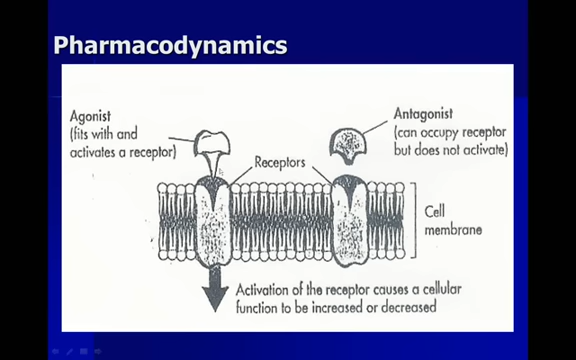 Pharmacodynamics
Agonist
(fits with and
activates a receptor)
Antagonist
(can occupy receptor
but does not activate)
Receptors
Cell
membrane
Activation of the receptor causes a cellular
function to be increased or decreased